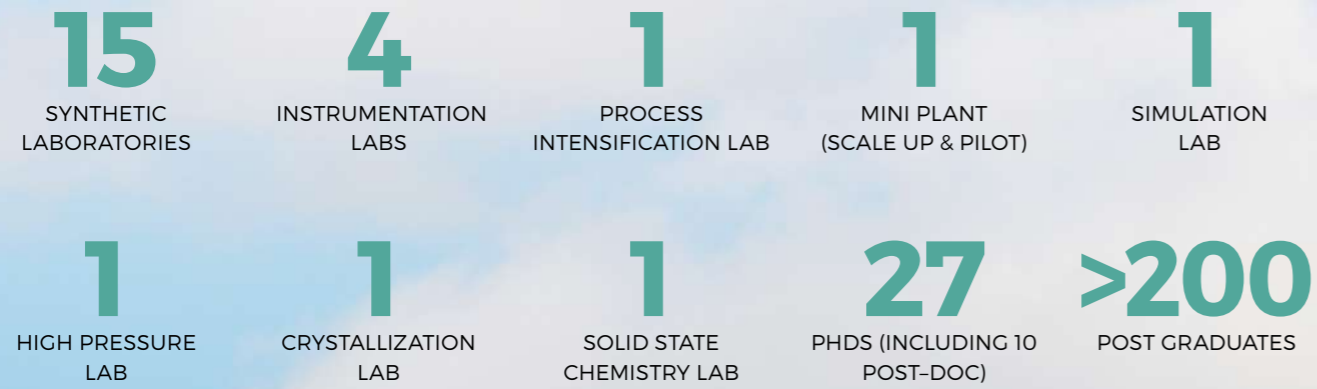 15
SYNTHETIC
LABORATORIES
4
INSTRUMENTATION
LABS
1
PROCESS
INTENSIFICATION LAB
1
MINI PLANT
(SCALE UP & PILOT)
1
SIMULATION
LAB
1
HIGH PRESSURE
LAB
1
CRYSTALLIZATION
LAB
1
SOLID STATE
CHEMISTRY LAB
27
PHDS (INCLUDING 10
POST–DOC)
>200
POST GRADUATES